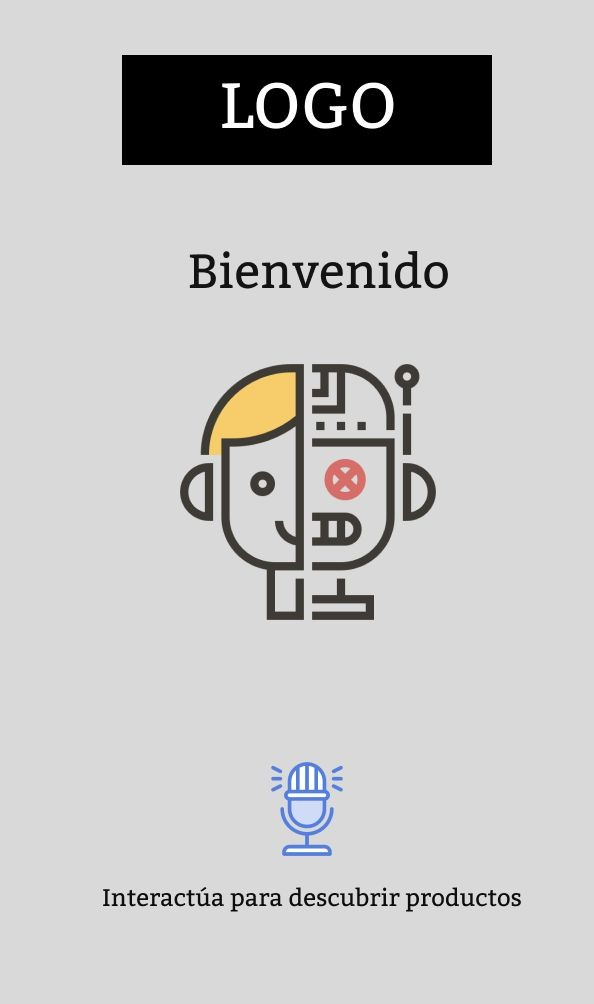 LOGO
Bienvenido
Interactúa para descubrir productos